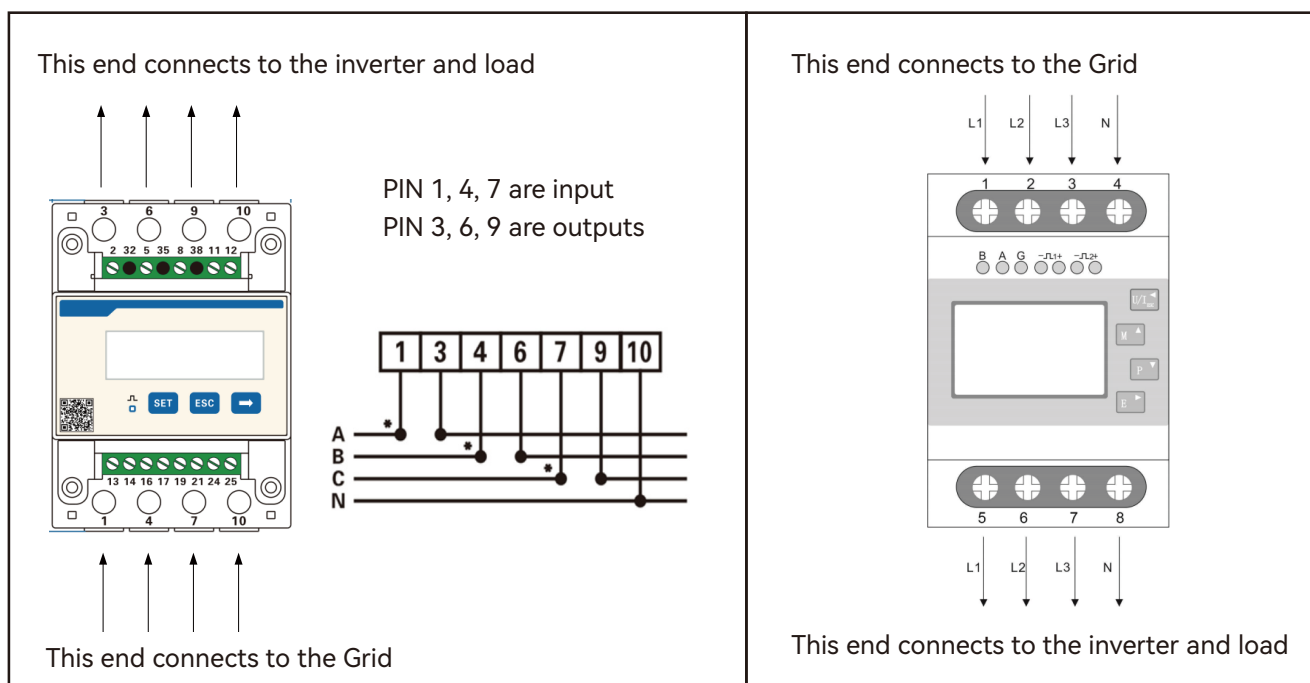 This end connects to the inverter and load
3 6 9 10
2 32 5 35 8 38 11 12
SET ESC
13 14 16 17 19 21 24 25
1 4 7 10
This end connects to the Grid
PIN 1, 4, 7 are input
PIN 3, 6, 9 are outputs
1 3 4 6 7 9 10
* A
* B
* C
N
This end connects to the Grid
L1 L2 L3 N
1 2 3 4
B A G - 1+ - 2+
U/I
M
P
E
5 6 7 8
L1 L2 L3 N
This end connects to the inverter and load